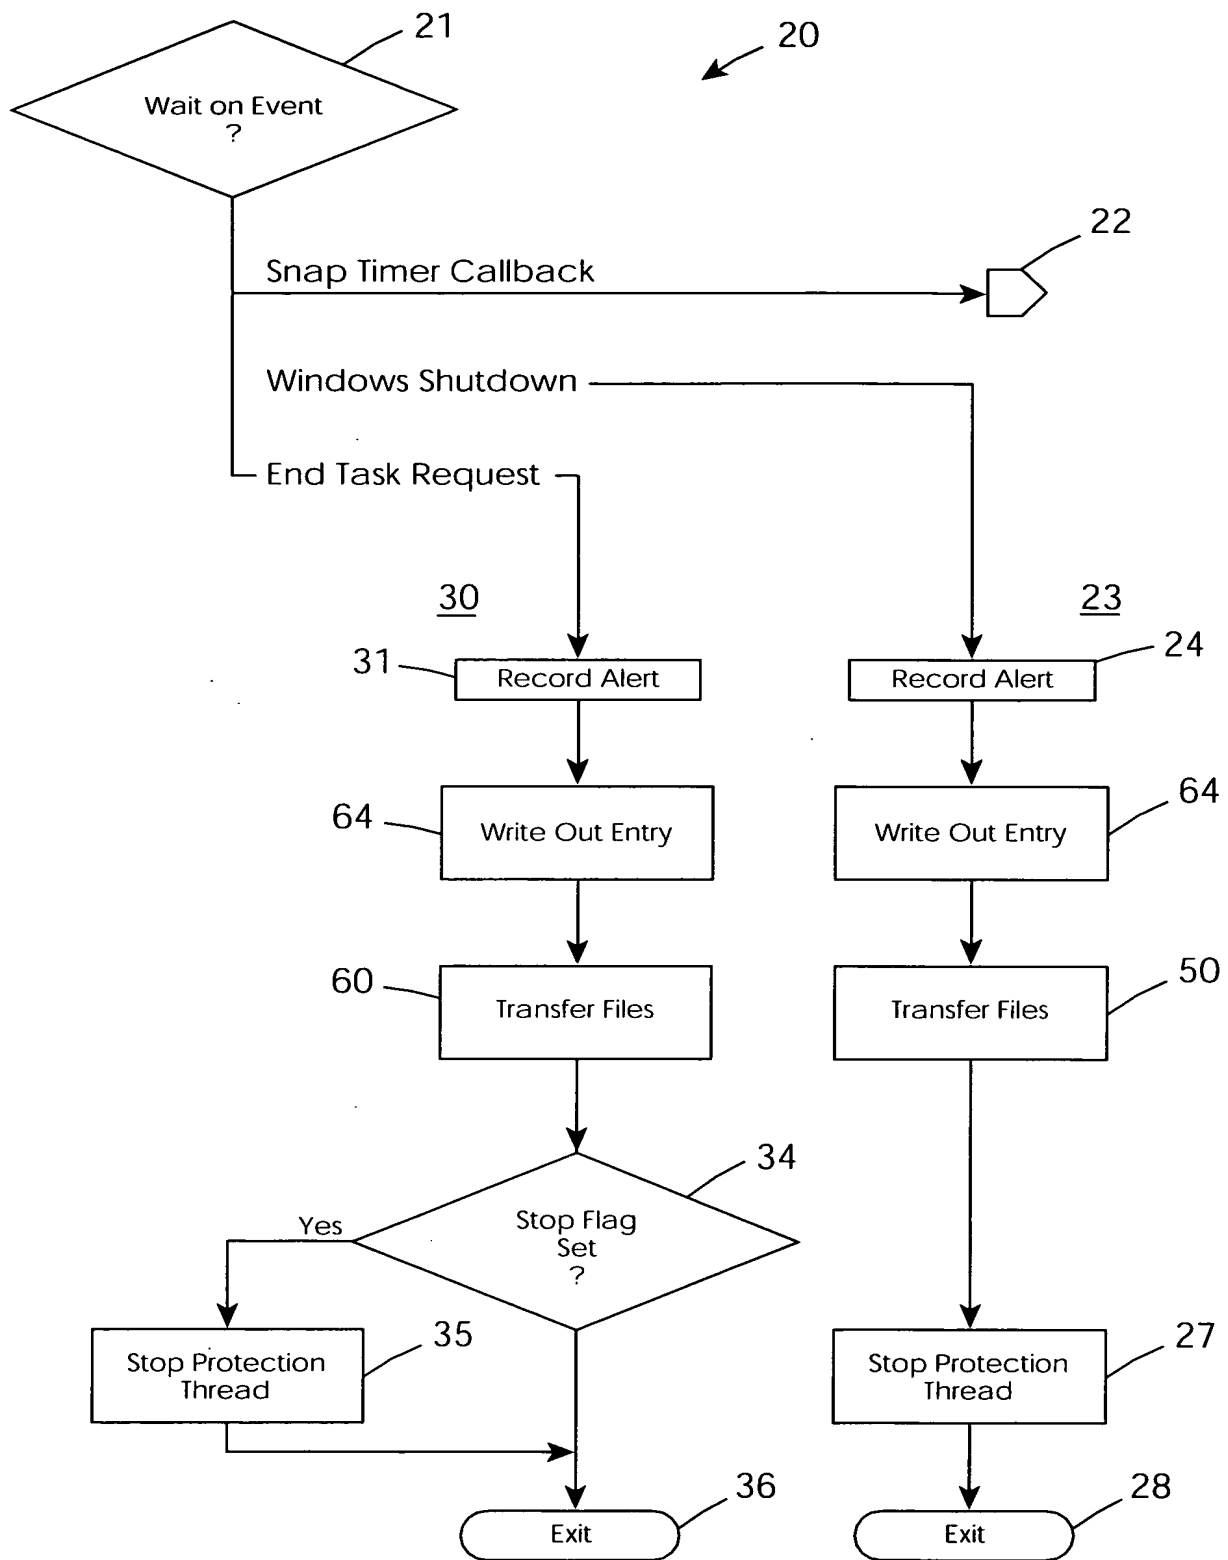 21
20
Wait on Event
?
22
Snap Timer Callback
Windows Shutdown
End Task Request
30
23
31
Record Alert
24
Record Alert
64
Write Out Entry
64
Write Out Entry
60
Transfer Files
50
Transfer Files
34
Yes
Stop Flag
Set
?
35
Stop Protection
Thread
27
Stop Protection
Thread
36
Exit
28
Exit